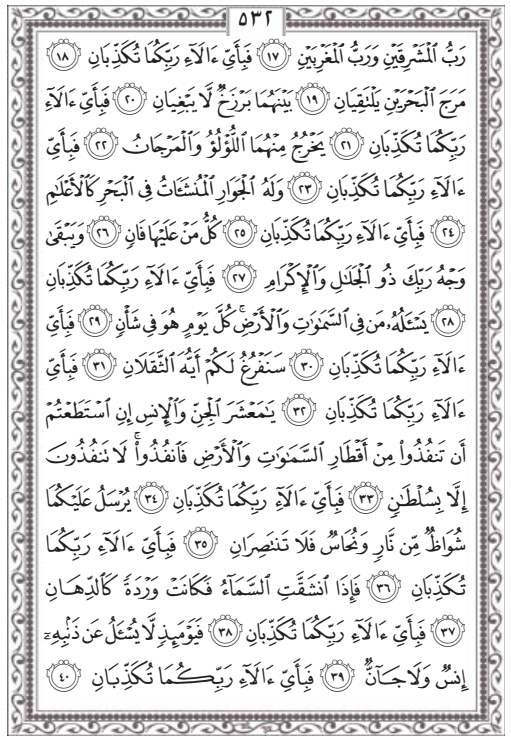 ٥٣٢
رَبُّ ٱلْمَشْرِقَيْنِ وَرَبُّ ٱلْمَغْرِبَيْنِ ١٧ فَبِأَىِّ ءَالَآءِ رَبِّكُمَا تُكَذِّبَانِ ١٨
مَرَجَ ٱلْبَحْرَيْنِ يَلْتَقِيَانِ ١٩ بَيْنَهُمَا بَرْزَخٌ لَّا يَبْغِيَانِ ٢٠ فَبِأَىِّ ءَالَآءِ
رَبِّكُمَا تُكَذِّبَانِ ٢١ يَخْرُجُ مِنْهُمَا ٱللُّؤْلُؤُ وَٱلْمَرْجَانُ ٢٢ فَبِأَىِّ
ءَالَآءِ رَبِّكُمَا تُكَذِّبَانِ ٢٣ وَلَهُ ٱلْجَوَارِ ٱلْمُنشَـَٔاتُ فِى ٱلْبَحْرِ كَٱلْأَعْلَـٰمِ
٢٤ فَبِأَىِّ ءَالَآءِ رَبِّكُمَا تُكَذِّبَانِ ٢٥ كُلُّ مَنْ عَلَيْهَا فَانٍ ٢٦ وَيَبْقَىٰ
وَجْهُ رَبِّكَ ذُو ٱلْجَلَـٰلِ وَٱلْإِكْرَامِ ٢٧ فَبِأَىِّ ءَالَآءِ رَبِّكُمَا تُكَذِّبَانِ
٢٨ يَسْـَٔلُهُۥ مَن فِى ٱلسَّمَـٰوَٰتِ وَٱلْأَرْضِ ۚ كُلَّ يَوْمٍ هُوَ فِى شَأْنٍ ٢٩ فَبِأَىِّ
ءَالَآءِ رَبِّكُمَا تُكَذِّبَانِ ٣٠ سَنَفْرُغُ لَكُمْ أَيُّهَ ٱلثَّقَلَانِ ٣١ فَبِأَىِّ
ءَالَآءِ رَبِّكُمَا تُكَذِّبَانِ ٣٢ يَـٰمَعْشَرَ ٱلْجِنِّ وَٱلْإِنسِ إِنِ ٱسْتَطَعْتُمْ
أَن تَنفُذُوا۟ مِنْ أَقْطَارِ ٱلسَّمَـٰوَٰتِ وَٱلْأَرْضِ فَٱنفُذُوا۟ ۚ لَا تَنفُذُونَ
إِلَّا بِسُلْطَـٰنٍ ٣٣ فَبِأَىِّ ءَالَآءِ رَبِّكُمَا تُكَذِّبَانِ ٣٤ يُرْسَلُ عَلَيْكُمَا
شُوَاظٌ مِّن نَّارٍ وَنُحَاسٌ فَلَا تَنتَصِرَانِ ٣٥ فَبِأَىِّ ءَالَآءِ رَبِّكُمَا
تُكَذِّبَانِ ٣٦ فَإِذَا ٱنشَقَّتِ ٱلسَّمَآءُ فَكَانَتْ وَرْدَةً كَٱلدِّهَانِ
٣٧ فَبِأَىِّ ءَالَآءِ رَبِّكُمَا تُكَذِّبَانِ ٣٨ فَيَوْمَئِذٍ لَّا يُسْـَٔلُ عَن ذَنۢبِهِۦٓ
إِنسٌ وَلَا جَآنٌّ ٣٩ فَبِأَىِّ ءَالَآءِ رَبِّكُمَا تُكَذِّبَانِ ٤٠